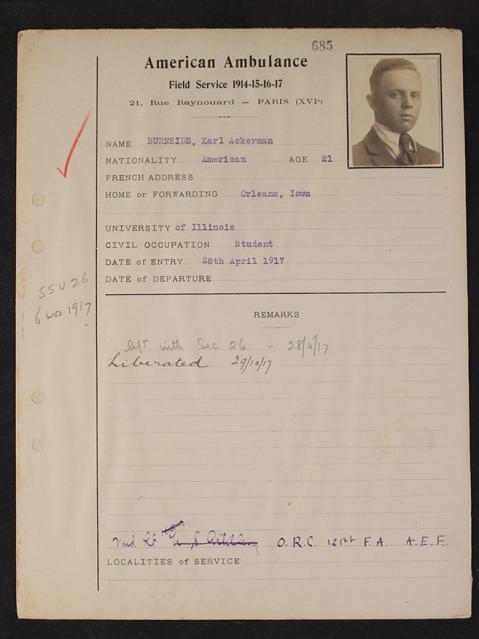 685
American Ambulance
Field Service 1914-15-16-17
21, Rue Raynouard — PARIS (XVIe)
NAME BURNSIDE, Karl Ackerman
NATIONALITY American AGE 21
FRENCH ADDRESS
HOME or FORWARDING Orleans, Iowa
UNIVERSITY of Illinois
CIVIL OCCUPATION Student
DATE of ENTRY 28th April 1917
DATE of DEPARTURE
SSU 26
6 1917
REMARKS
left with Sec 26 - 28/5/17
Liberated 29/10/17
2nd Lt U S Artillery O.R.C. 121st F.A. A.E.F.
LOCALITIES of SERVICE